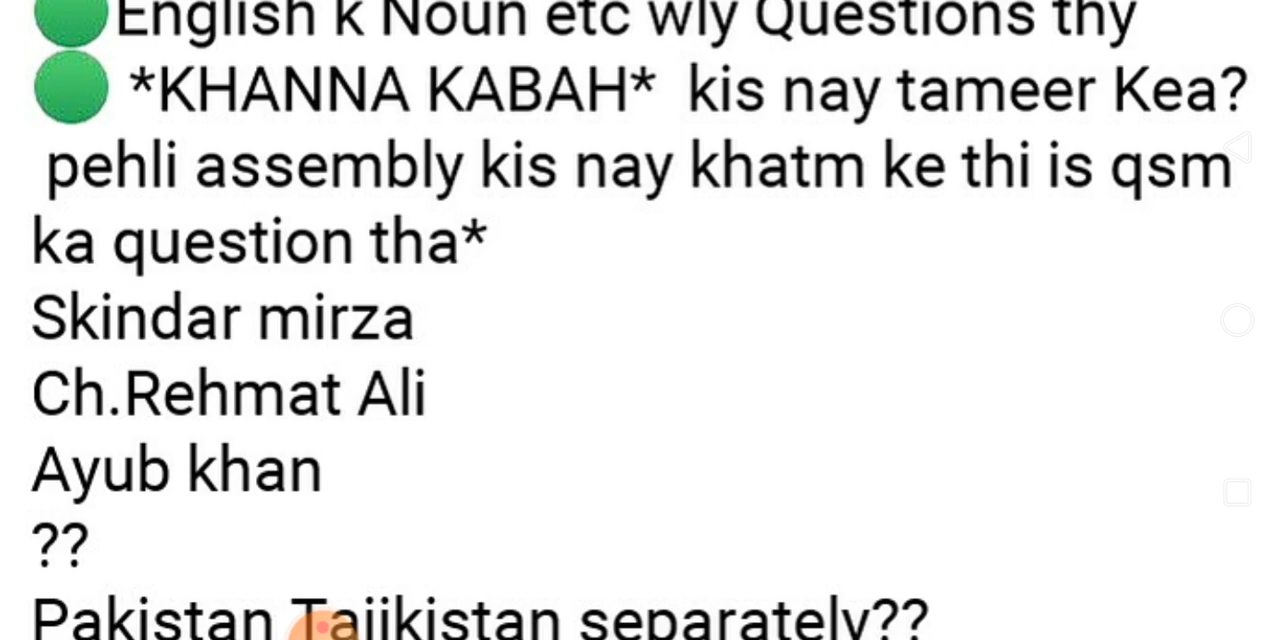 🟢English k Noun etc wly Questions thy
🟢 *KHANNA KABAH*  kis nay tameer Kea?
pehli assembly kis nay khatm ke thi is qsm
ka question tha*
Skindar mirza
Ch.Rehmat Ali
Ayub khan
??
Pakistan Tajikistan separately??